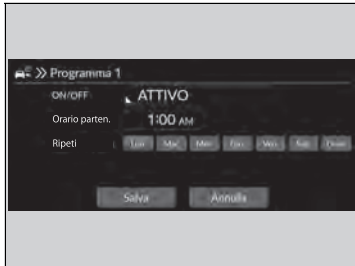 Programma 1
ON/OFF ATTIVO
Orario parten. 1:00 AM
Ripeti Lun Mar Mer Ven Sab Dom
Salva Annulla